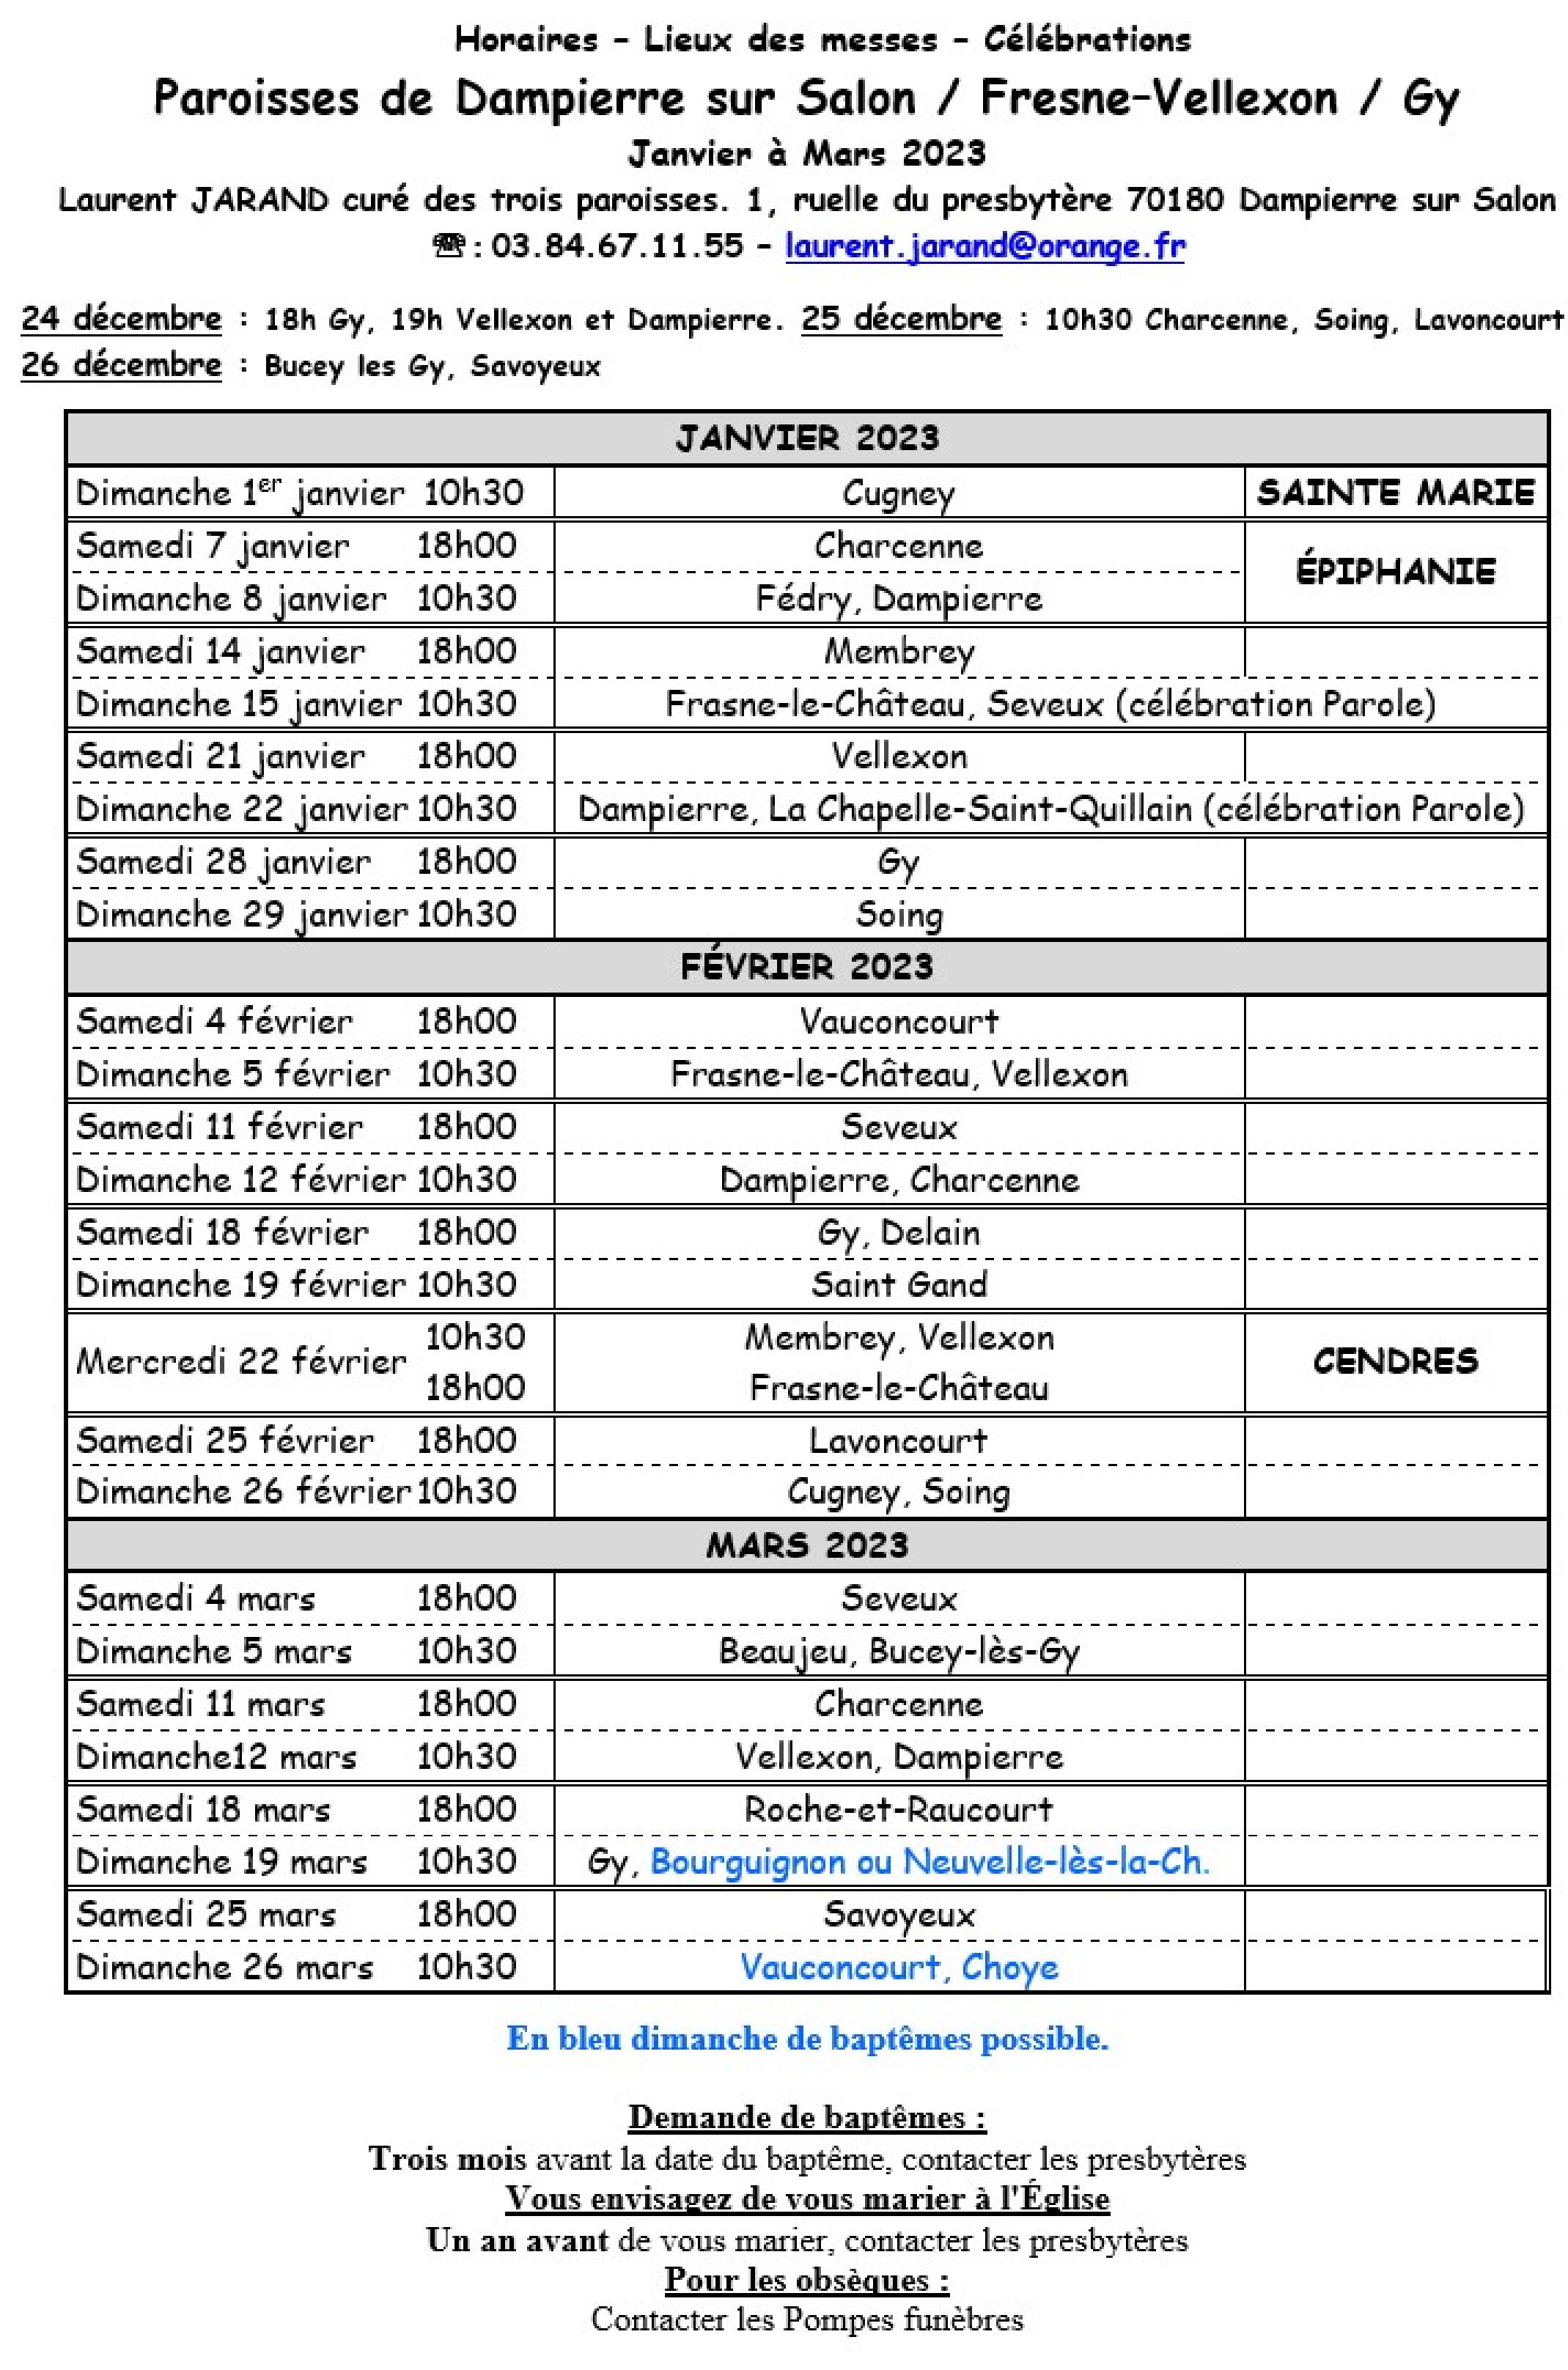 Horaires – Lieux des messes – Célébrations
Paroisses de Dampierre sur Salon / Fresne-Vellexon / Gy
Janvier à Mars 2023
Laurent JARAND curé des trois paroisses. 1, ruelle du presbytère 70180 Dampierre sur Salon
☎ : 03.84.67.11.55 – laurent.jarand@orange.fr
24 décembre : 18h Gy, 19h Vellexon et Dampierre. 25 décembre : 10h30 Charcenne, Soing, Lavoncourt
26 décembre : Bucey les Gy, Savoyeux
JANVIER 2023
Dimanche 1er janvier 10h30 Cugney SAINTE MARIE
Samedi 7 janvier 18h00 Charcenne
ÉPIPHANIE
Dimanche 8 janvier 10h30 Fédry, Dampierre
Samedi 14 janvier 18h00 Membrey
Dimanche 15 janvier 10h30 Frasne-le-Château, Seveux (célébration Parole)
Samedi 21 janvier 18h00 Vellexon
Dimanche 22 janvier 10h30 Dampierre, La Chapelle-Saint-Quillain (célébration Parole)
Samedi 28 janvier 18h00 Gy
Dimanche 29 janvier 10h30 Soing
FÉVRIER 2023
Samedi 4 février 18h00 Vauconcourt
Dimanche 5 février 10h30 Frasne-le-Château, Vellexon
Samedi 11 février 18h00 Seveux
Dimanche 12 février 10h30 Dampierre, Charcenne
Samedi 18 février 18h00 Gy, Delain
Dimanche 19 février 10h30 Saint Gand
10h30 Membrey, Vellexon
Mercredi 22 février CENDRES
18h00 Frasne-le-Château
Samedi 25 février 18h00 Lavoncourt
Dimanche 26 février 10h30 Cugney, Soing
MARS 2023
Samedi 4 mars 18h00 Seveux
Dimanche 5 mars 10h30 Beaujeu, Bucey-lès-Gy
Samedi 11 mars 18h00 Charcenne
Dimanche12 mars 10h30 Vellexon, Dampierre
Samedi 18 mars 18h00 Roche-et-Raucourt
Dimanche 19 mars 10h30 Gy, Bourguignon ou Neuvelle-lès-la-Ch.
Samedi 25 mars 18h00 Savoyeux
Dimanche 26 mars 10h30 Vauconcourt, Choye
En bleu dimanche de baptêmes possible.
Demande de baptêmes :
Trois mois avant la date du baptême, contacter les presbytères
Vous envisagez de vous marier à l'Église
Un an avant de vous marier, contacter les presbytères
Pour les obsèques :
Contacter les Pompes funèbres